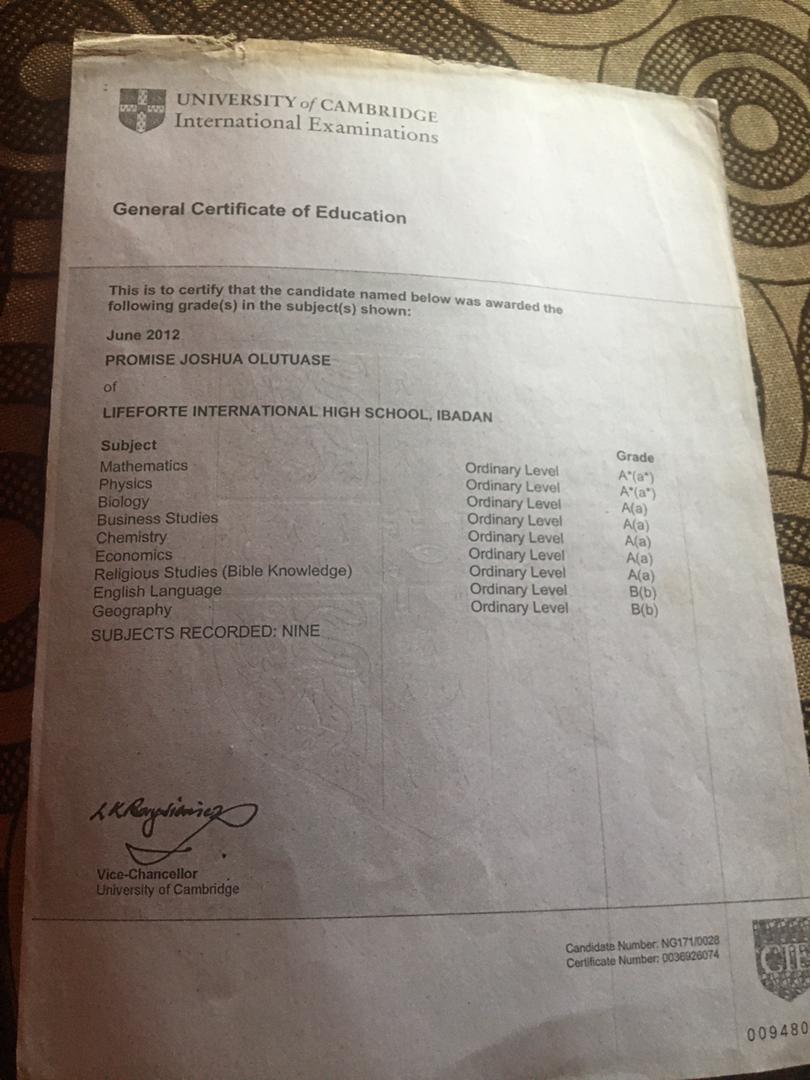 UNIVERSITY of CAMBRIDGE
International Examinations
General Certificate of Education
This is to certify that the candidate named below was awarded the
following grade(s) in the subject(s) shown:
June 2012
PROMISE JOSHUA OLUTUASE
of
LIFEFORTE INTERNATIONAL HIGH SCHOOL, IBADAN
Subject Grade
Mathematics Ordinary Level A*(a*)
Physics Ordinary Level A*(a*)
Biology Ordinary Level A(a)
Business Studies Ordinary Level A(a)
Chemistry Ordinary Level A(a)
Economics Ordinary Level A(a)
Religious Studies (Bible Knowledge) Ordinary Level A(a)
English Language Ordinary Level B(b)
Geography Ordinary Level B(b)
SUBJECTS RECORDED: NINE
Vice-Chancellor
University of Cambridge
Candidate Number: NG171/0028
Certificate Number: 0036926074
CIE
009480